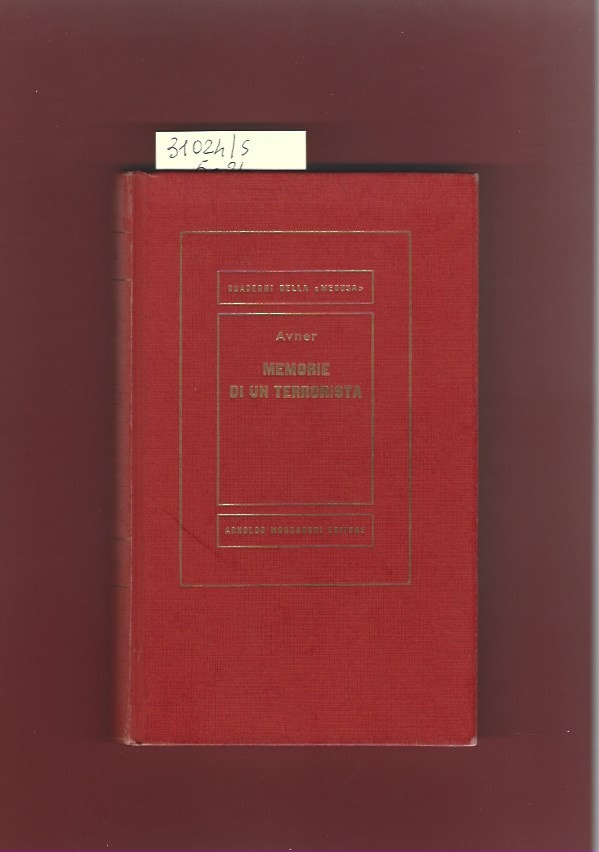 31024/S
QUADERNI DELLA «MEDUSA»
Avner
MEMORIE
DI UN TERRORISTA
ARNOLDO MONDADORI EDITORE